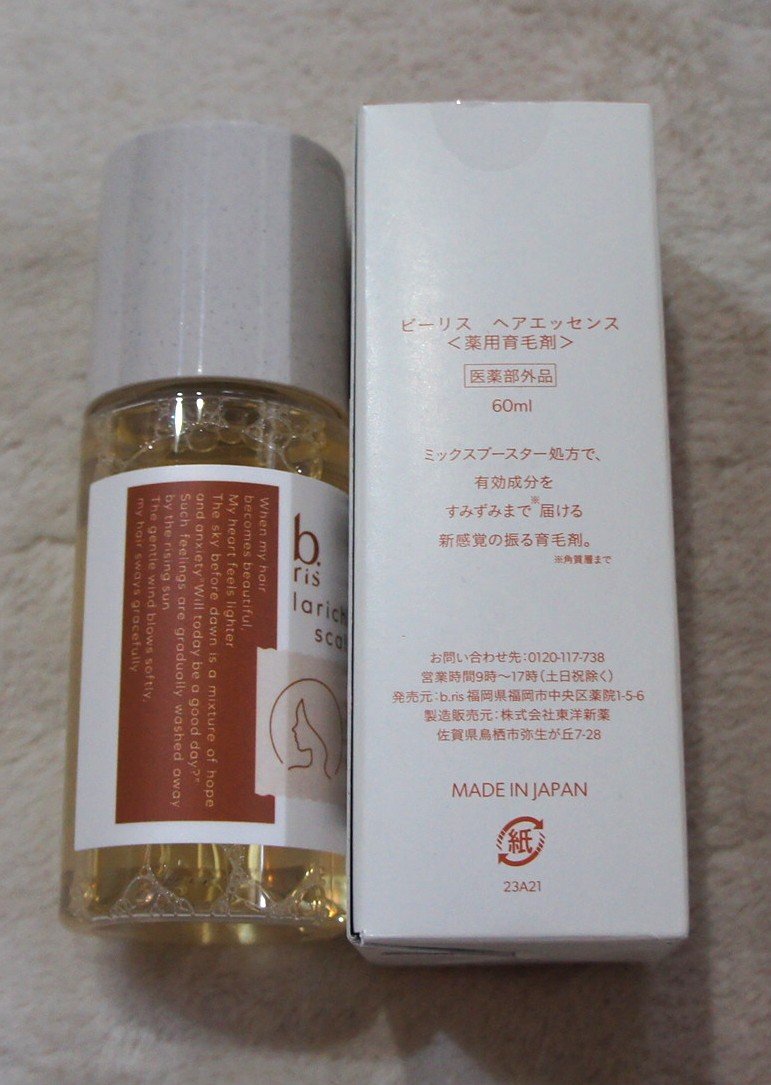 b.
ris
larich
When my hair
becomes beautiful,
My heart feels lighter
The sky before dawn is a mixture of hope
and anxiety"Will today be a good day?"
Such feelings are gradually washed away
by the rising sun
The gentle wind blows softly,
my hair sways gracefully
ビーリス ヘアエッセンス
<薬用育毛剤>
医薬部外品
60ml
ミックスブースター処方で、
有効成分を
すみずみまで※届ける
新感覚の振る育毛剤。
※角質層まで
お問い合わせ先:0120-117-738
営業時間9時〜17時(土日祝除く)
発売元:b.ris 福岡県福岡市中央区薬院1-5-6
製造販売元:株式会社東洋新薬
佐賀県鳥栖市弥生が丘7-28
MADE IN JAPAN
紙
23A21